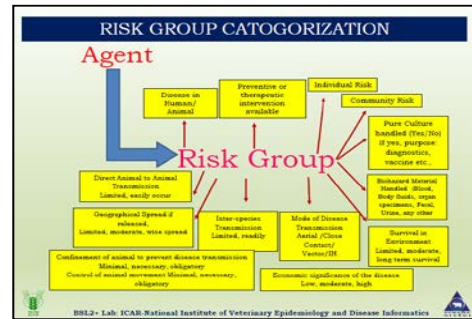 RISK GROUP CATOGORIZATION
Agent
Disease in
Human/
Animal
Preventive or
therapeutic
intervention
available
Individual Risk
Community Risk
Pure Culture
handled (Yes/No)
if yes, purpose:
diagnostics,
vaccine etc.,
Risk Group
Direct Animal to Animal
Transmission
Limited, easily occur
Biohazard Material
Handled (Blood,
Body fluids, organ
specimens, Fecal,
Urine, any other
Geographical Spread if
released,
Limited, moderate, wise spread
Inter-species
Transmission
Limited, readily
Mode of Disease
Transmission
Aerial /Close
Contact/
Vector/IH
Survival in
Environment
Limited, moderate,
long term survival
Confinement of animal to prevent disease transmission
Minimal, necessary, obligatory
Control of animal movement Minimal, necessary,
obligatory
Economic significance of the disease
Low, moderate, high
BSL2+ Lab: ICAR-National Institute of Veterinary Epidemiology and Disease Informatics